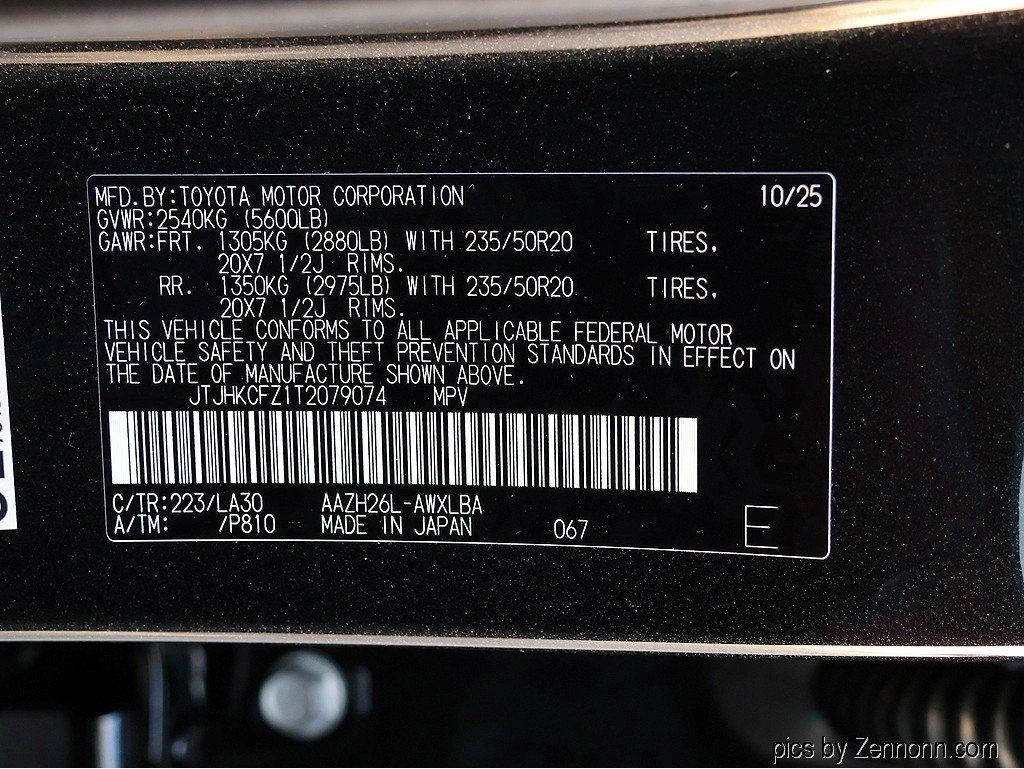 MFD.BY:TOYOTA MOTOR CORPORATION 10/25
GVWR:2540KG (5600LB)
GAWR:FRT. 1305KG (2880LB) WITH 235/50R20 TIRES,
20X7 1/2J RIMS.
RR. 1350KG (2975LB) WITH 235/50R20 TIRES,
20X7 1/2J RIMS.
THIS VEHICLE CONFORMS TO ALL APPLICABLE FEDERAL MOTOR
VEHICLE SAFETY AND THEFT PREVENTION STANDARDS IN EFFECT ON
THE DATE OF MANUFACTURE SHOWN ABOVE.
JTJHKCFZ1T2079074 MPV
C/TR:223/LA30 AAZH26L-AWXLBA
A/TM: /P810 MADE IN JAPAN 067 E
pics by Zennonn.com